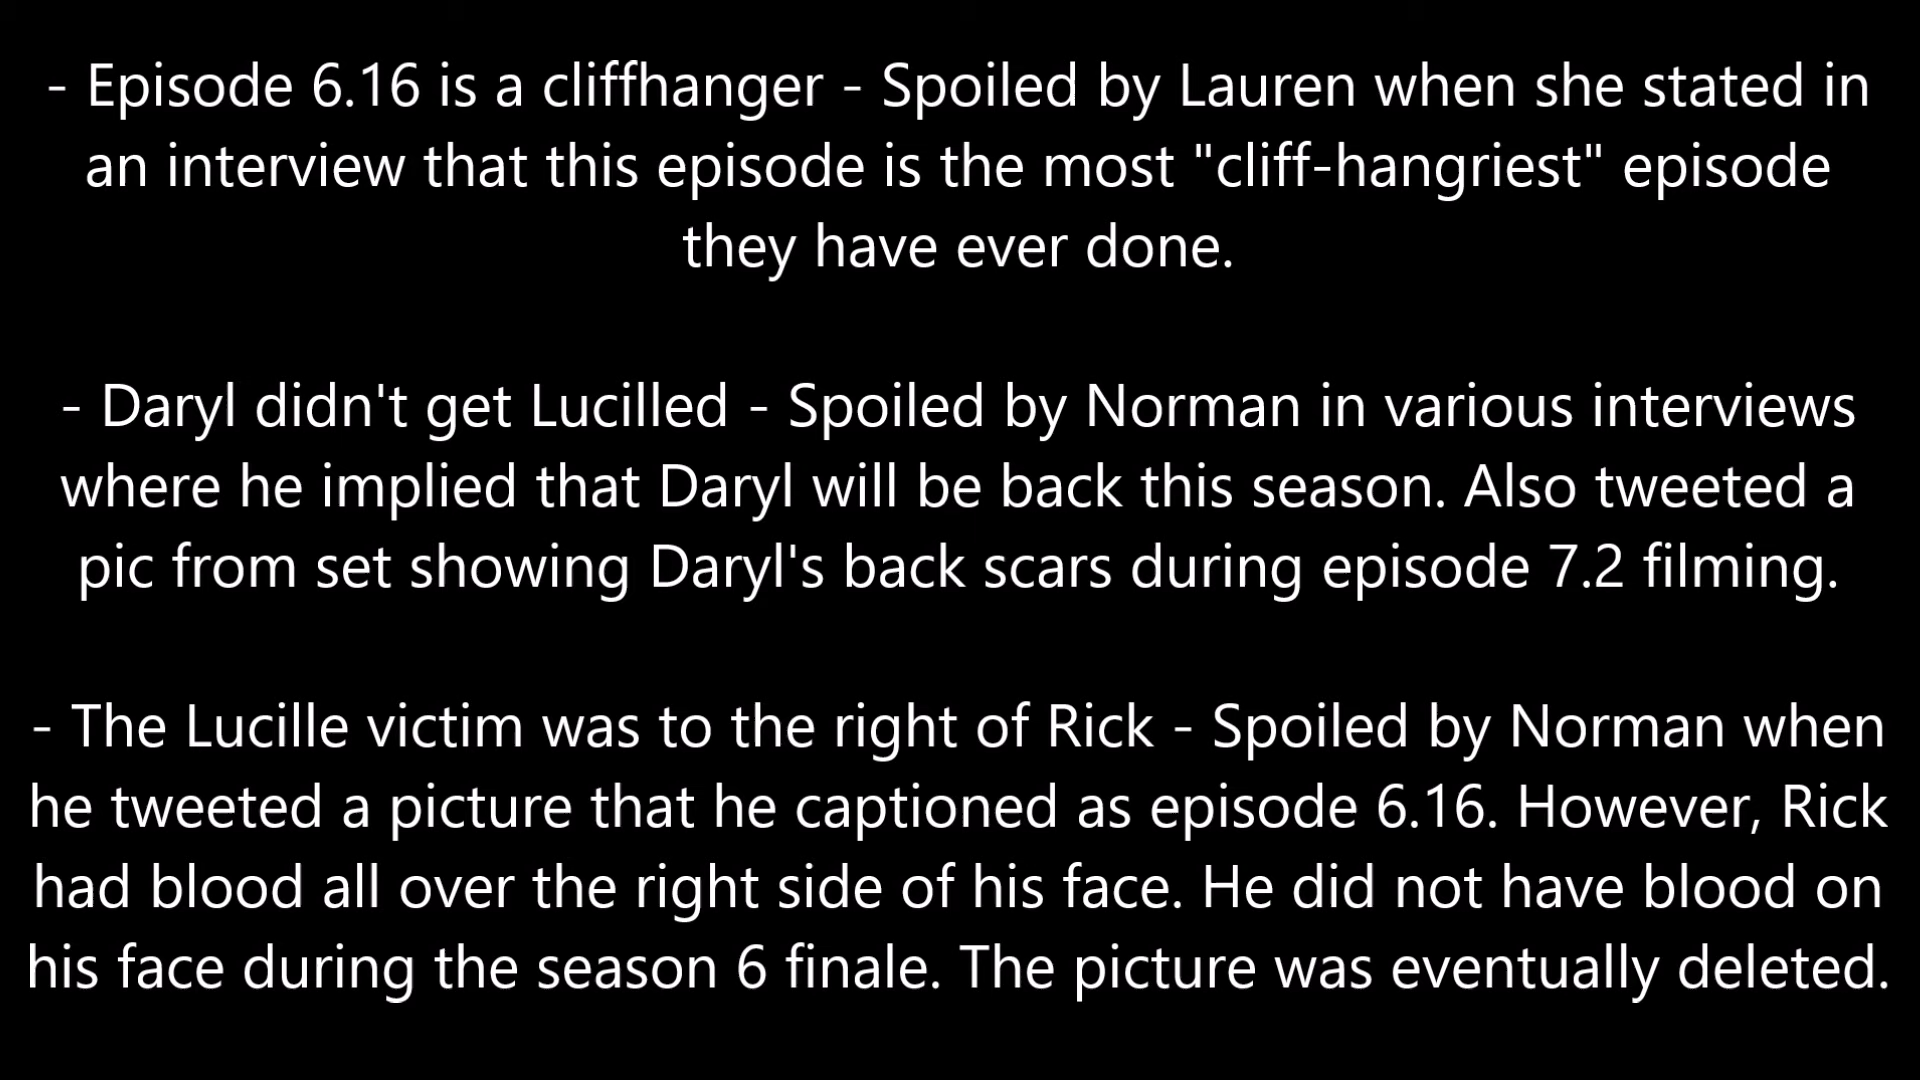 - Episode 6.16 is a cliffhanger - Spoiled by Lauren when she stated in
an interview that this episode is the most "cliff-hangriest" episode
they have ever done.
- Daryl didn't get Lucilled - Spoiled by Norman in various interviews
where he implied that Daryl will be back this season. Also tweeted a
pic from set showing Daryl's back scars during episode 7.2 filming.
- The Lucille victim was to the right of Rick - Spoiled by Norman when
he tweeted a picture that he captioned as episode 6.16. However, Rick
had blood all over the right side of his face. He did not have blood on
his face during the season 6 finale. The picture was eventually deleted.